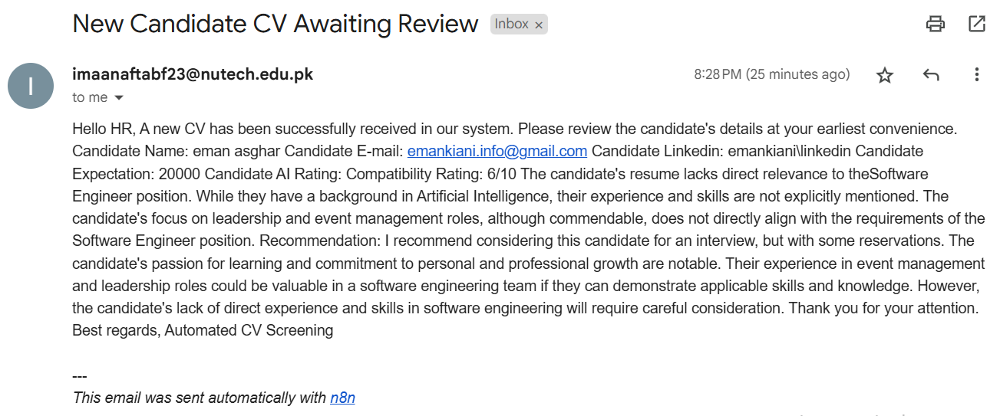 New Candidate CV Awaiting Review Inbox ×
I
imaanaftabf23@nutech.edu.pk 8:28 PM (25 minutes ago)
to me
Hello HR, A new CV has been successfully received in our system. Please review the candidate's details at your earliest convenience.
Candidate Name: eman asghar Candidate E-mail: emankiani.info@gmail.com Candidate Linkedin: emankiani\\linkedin Candidate
Expectation: 20000 Candidate AI Rating: Compatibility Rating: 6/10 The candidate's resume lacks direct relevance to theSoftware
Engineer position. While they have a background in Artificial Intelligence, their experience and skills are not explicitly mentioned. The
candidate's focus on leadership and event management roles, although commendable, does not directly align with the requirements of the
Software Engineer position. Recommendation: I recommend considering this candidate for an interview, but with some reservations. The
candidate's passion for learning and commitment to personal and professional growth are notable. Their experience in event management
and leadership roles could be valuable in a software engineering team if they can demonstrate applicable skills and knowledge. However,
the candidate's lack of direct experience and skills in software engineering will require careful consideration. Thank you for your attention.
Best regards, Automated CV Screening
---
This email was sent automatically with n8n